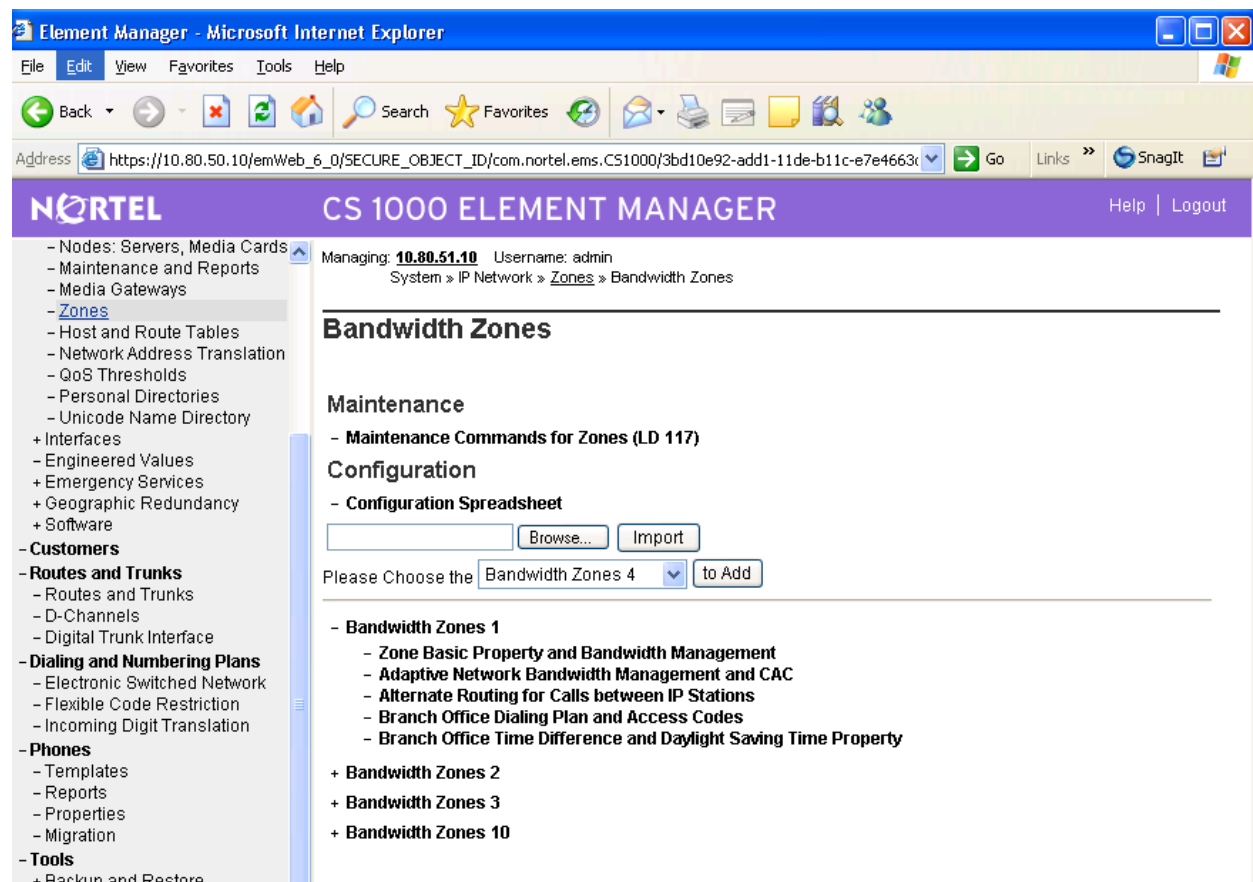 Element Manager - Microsoft Internet Explorer
File Edit View Favorites Tools Help
Back Search Favorites
Address https://10.80.50.10/emWeb_6_0/SECURE_OBJECT_ID/com.nortel.ems.CS1000/3bd10e92-add1-11de-b11c-e7e4663c Go Links » SnagIt
NORTEL CS 1000 ELEMENT MANAGER Help | Logout
– Nodes: Servers, Media Cards
– Maintenance and Reports
– Media Gateways
– Zones
– Host and Route Tables
– Network Address Translation
– QoS Thresholds
– Personal Directories
– Unicode Name Directory
+ Interfaces
– Engineered Values
+ Emergency Services
+ Geographic Redundancy
+ Software
– Customers
– Routes and Trunks
– Routes and Trunks
– D-Channels
– Digital Trunk Interface
– Dialing and Numbering Plans
– Electronic Switched Network
– Flexible Code Restriction
– Incoming Digit Translation
– Phones
– Templates
– Reports
– Properties
– Migration
– Tools
+ Backup and Restore
Managing: 10.80.51.10 Username: admin
System » IP Network » Zones » Bandwidth Zones
Bandwidth Zones
Maintenance
– Maintenance Commands for Zones (LD 117)
Configuration
– Configuration Spreadsheet
Browse... Import
Please Choose the Bandwidth Zones 4 to Add
– Bandwidth Zones 1
– Zone Basic Property and Bandwidth Management
– Adaptive Network Bandwidth Management and CAC
– Alternate Routing for Calls between IP Stations
– Branch Office Dialing Plan and Access Codes
– Branch Office Time Difference and Daylight Saving Time Property
+ Bandwidth Zones 2
+ Bandwidth Zones 3
+ Bandwidth Zones 10